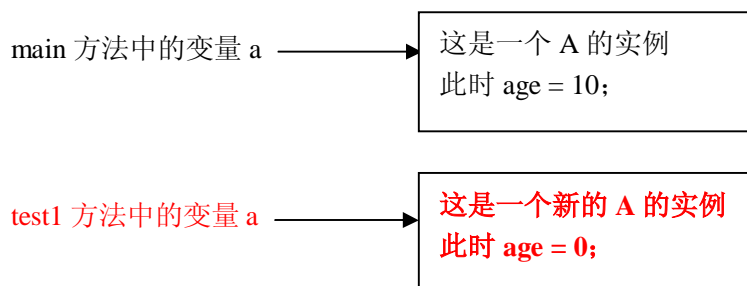 main 方法中的变量 a
这是一个 A 的实例
此时 age = 10;
test1 方法中的变量 a
这是一个新的 A 的实例
此时 age = 0;